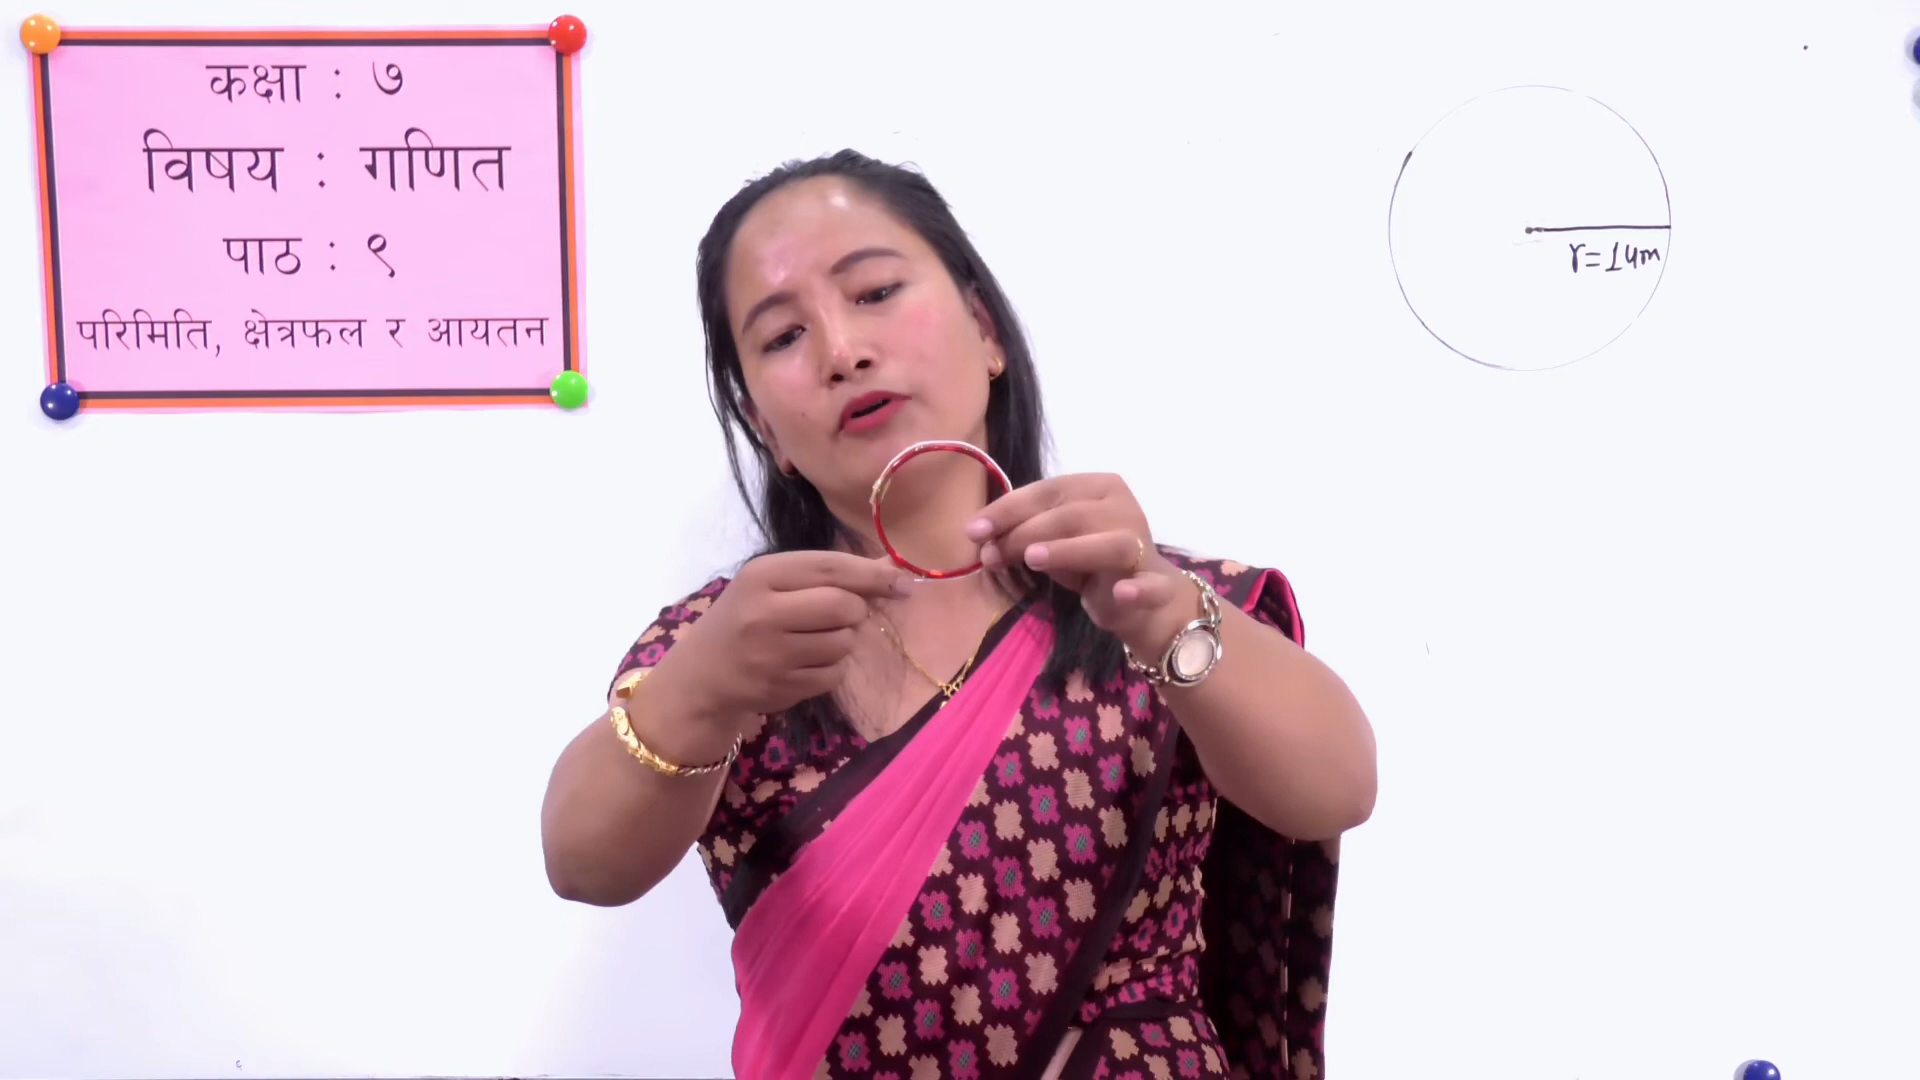 कक्षा : ७
विषय : गणित
पाठ : ९
परिमिति, क्षेत्रफल र आयतन
r=14m